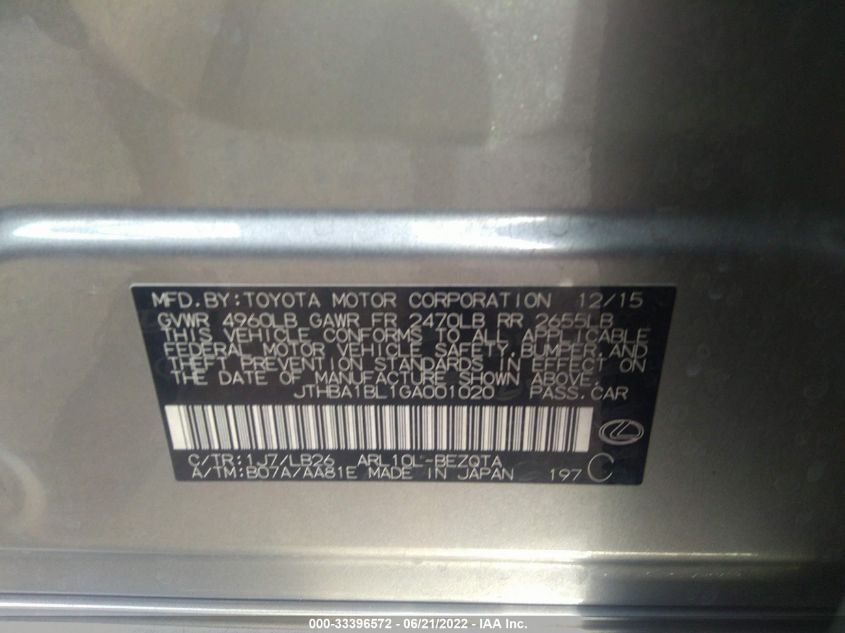 MFD.BY:TOYOTA MOTOR CORPORATION 12/15
GVWR 4960LB GAWR FR 2470LB RR 2655LB
THIS VEHICLE CONFORMS TO ALL APPLICABLE
FEDERAL MOTOR VEHICLE SAFETY,BUMPER,AND
THEFT PREVENTION STANDARDS IN EFFECT ON
THE DATE OF MANUFACTURE SHOWN ABOVE.
JTHBA1BL1GA001020 PASS.CAR
C/TR:1J7/LB26 ARL10L-BEZQTA
A/TM:B07A/AA81E MADE IN JAPAN 197 C
000-33396572 / 06/21/2022 - IAA Inc.